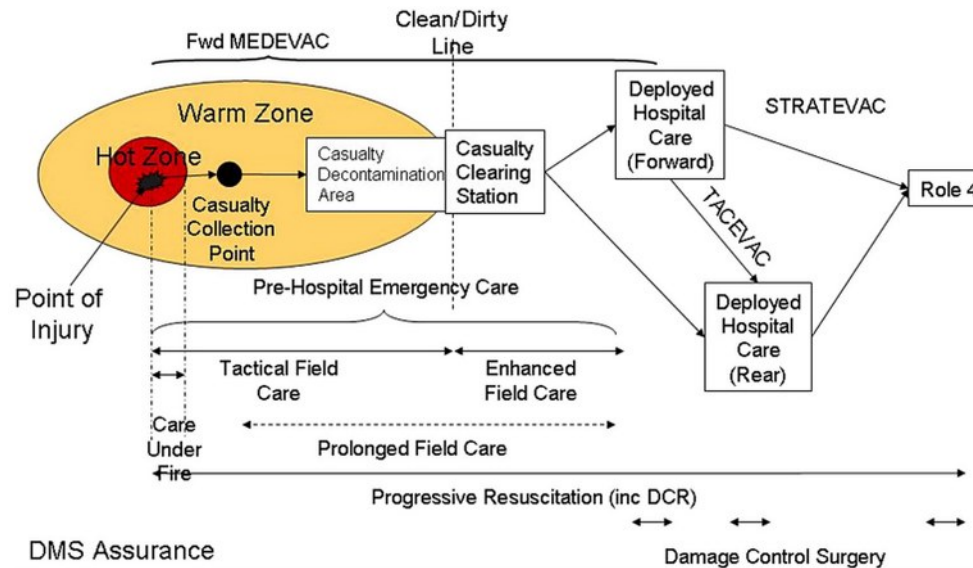 Clean/Dirty
Line
Fwd MEDEVAC
Warm Zone
Hot Zone
Casualty
Collection
Point
Casualty
Decontamination
Area
Casualty
Clearing
Station
Deployed
Hospital
Care
(Forward)
STRATEVAC
Role 4
TACEVAC
Deployed
Hospital
Care
(Rear)
Point of
Injury
Pre-Hospital Emergency Care
Tactical Field
Care
Enhanced
Field Care
Care
Under
Fire
Prolonged Field Care
Progressive Resuscitation (inc DCR)
Damage Control Surgery
DMS Assurance